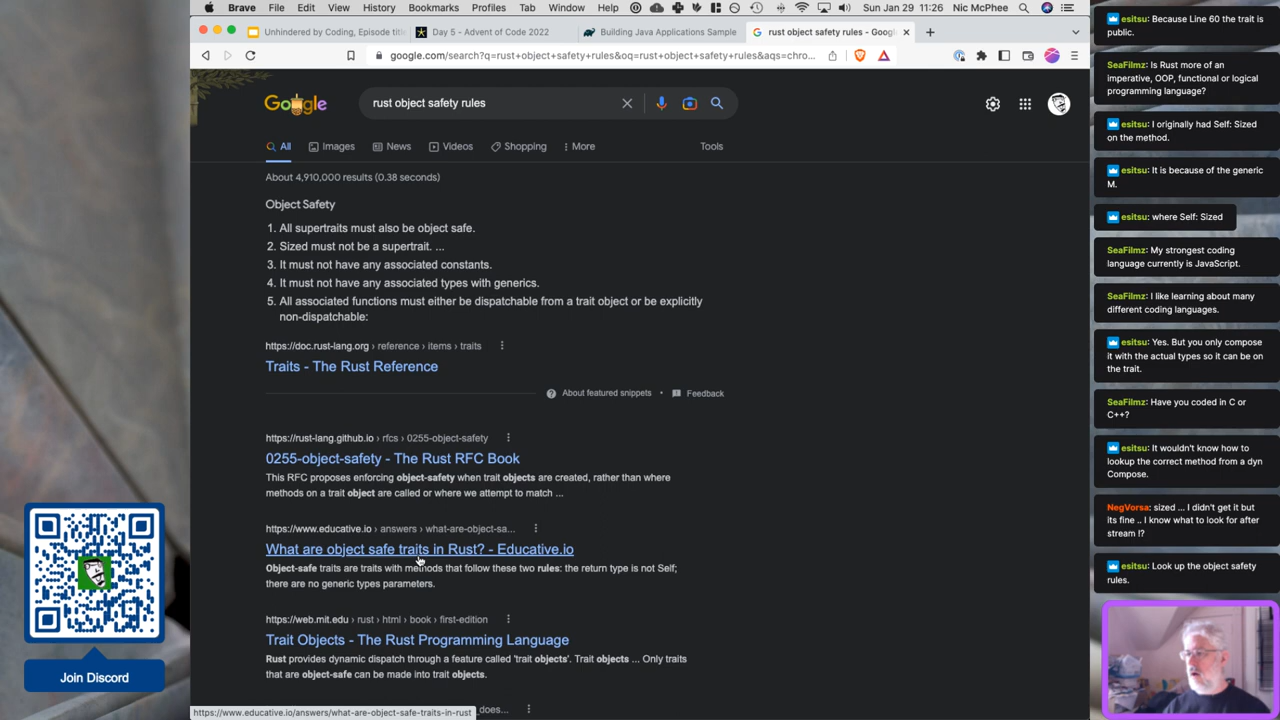 Brave File Edit View History Bookmarks Profiles Tab Window Help
Sun Jan 29 11:26 Nic McPhee
Unhindered by Coding, Episode title
Day 5 - Advent of Code 2022
Building Java Applications Sample
rust object safety rules - Google
google.com/search?q=rust+object+safety+rules&oq=rust+object+safety+rules&aqs=chro...
Google
rust object safety rules
All
Images
News
Videos
Shopping
More
Tools
About 4,910,000 results (0.38 seconds)
Object Safety
1. All supertraits must also be object safe.
2. Sized must not be a supertrait. ...
3. It must not have any associated constants.
4. It must not have any associated types with generics.
5. All associated functions must either be dispatchable from a trait object or be explicitly
non-dispatchable:
https://doc.rust-lang.org › reference › items › traits
Traits - The Rust Reference
About featured snippets • Feedback
https://rust-lang.github.io › rfcs › 0255-object-safety
0255-object-safety - The Rust RFC Book
This RFC proposes enforcing object-safety when trait objects are created, rather than where
methods on a trait object are called or where we attempt to match ...
https://www.educative.io › answers › what-are-object-sa...
What are object safe traits in Rust? - Educative.io
Object-safe traits are traits with methods that follow these two rules: the return type is not Self;
there are no generic types parameters.
https://web.mit.edu › rust › html › book › first-edition
Trait Objects - The Rust Programming Language
Rust provides dynamic dispatch through a feature called 'trait objects'. Trait objects ... Only traits
that are object-safe can be made into trait objects.
https://www.educative.io/answers/what-are-object-safe-traits-in-rust
does...
Join Discord
esitsu: Because Line 60 the trait is
public.
SeaFilmz: Is Rust more of an
imperative, OOP, functional or logical
programming language?
esitsu: I originally had Self: Sized
on the method.
esitsu: It is because of the generic
M.
esitsu: where Self: Sized
SeaFilmz: My strongest coding
language currently is JavaScript.
SeaFilmz: I like learning about many
different coding languages.
esitsu: Yes. But you only compose
it with the actual types so it can be on
the trait.
SeaFilmz: Have you coded in C or
C++?
esitsu: It wouldn't know how to
lookup the correct method from a dyn
Compose.
NegVorsa: sized ... I didn't get it but
its fine .. I know what to look for after
stream !?
esitsu: Look up the object safety
rules.